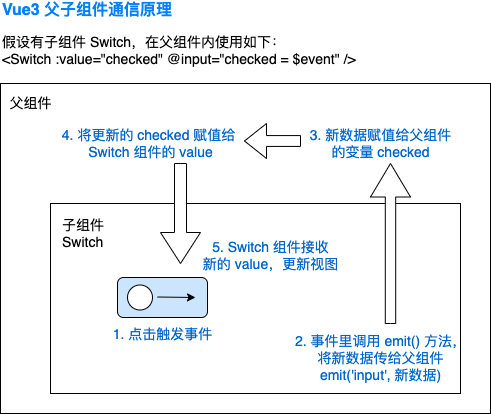 Vue3 父子组件通信原理
假设有子组件 Switch，在父组件内使用如下：
<Switch :value="checked" @input="checked = $event" />
父组件
4. 将更新的 checked 赋值给
Switch 组件的 value
3. 新数据赋值给父组件
的变量 checked
子组件
Switch
5. Switch 组件接收
新的 value，更新视图
1. 点击触发事件
2. 事件里调用 emit() 方法，
将新数据传给父组件
emit('input', 新数据)